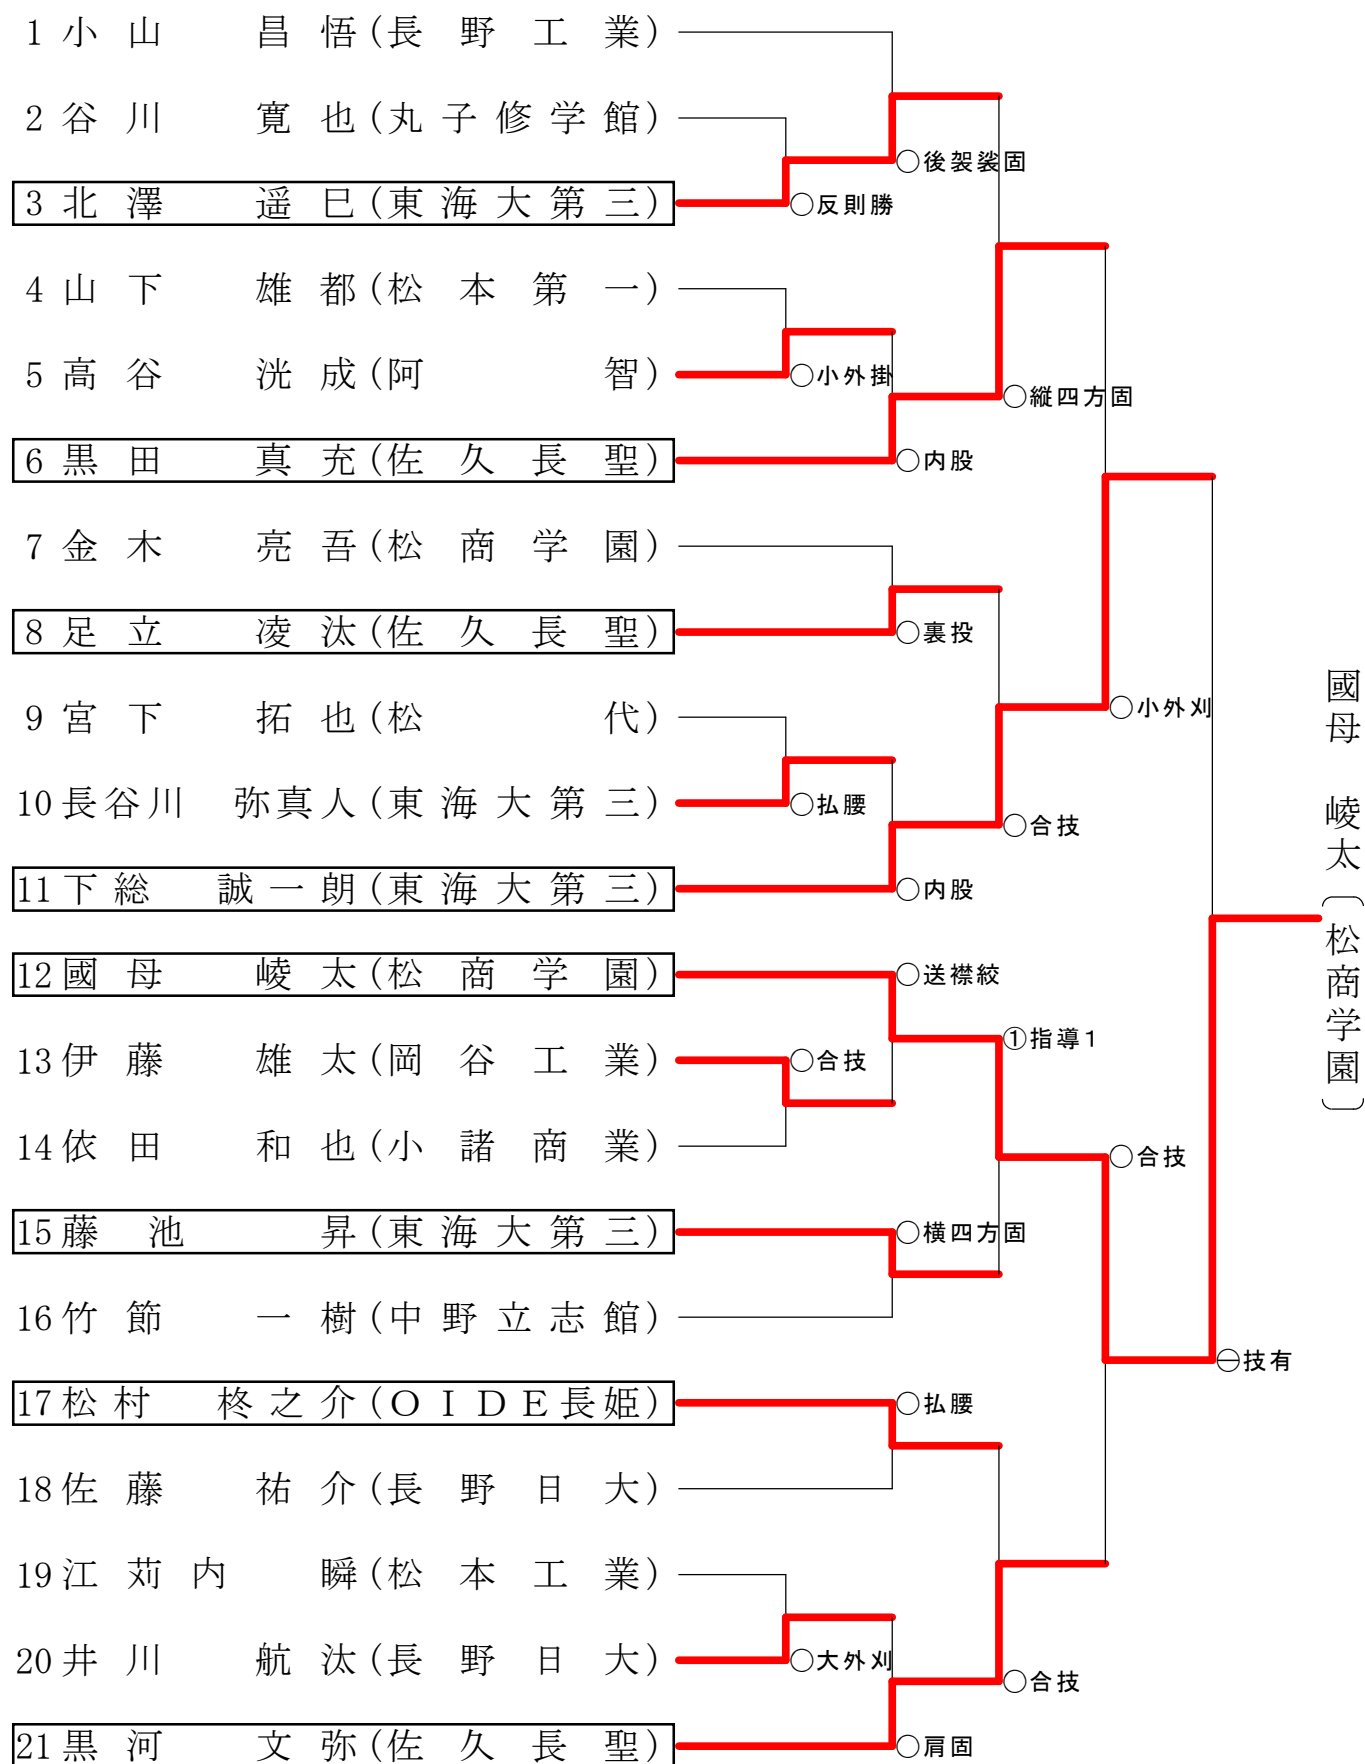 1 小山 昌悟(長野工業)
2 谷川 寛也(丸子修学館)
○後袈裟固
3 北澤 遥巳(東海大第三)
○反則勝
4 山下 雄都(松本第一)
5 高谷 洸成(阿智)
○小外掛
○縦四方固
6 黒田 真充(佐久長聖)
○内股
7 金木 亮吾(松商学園)
8 足立 凌汰(佐久長聖)
○裏投
9 宮下 拓也(松代)
○小外刈
10 長谷川 弥真人(東海大第三)
○払腰
○合技
11 下総 誠一朗(東海大第三)
○内股
國母 崚太〔松商学園〕
12 國母 崚太(松商学園)
○送襟絞
①指導1
13 伊藤 雄太(岡谷工業)
○合技
14 依田 和也(小諸商業)
○合技
15 藤池 昇(東海大第三)
○横四方固
16 竹節 一樹(中野立志館)
㊀技有
17 松村 柊之介(OIDE長姫)
○払腰
18 佐藤 祐介(長野日大)
19 江苅内 瞬(松本工業)
20 井川 航汰(長野日大)
○大外刈
○合技
21 黒河 文弥(佐久長聖)
○肩固